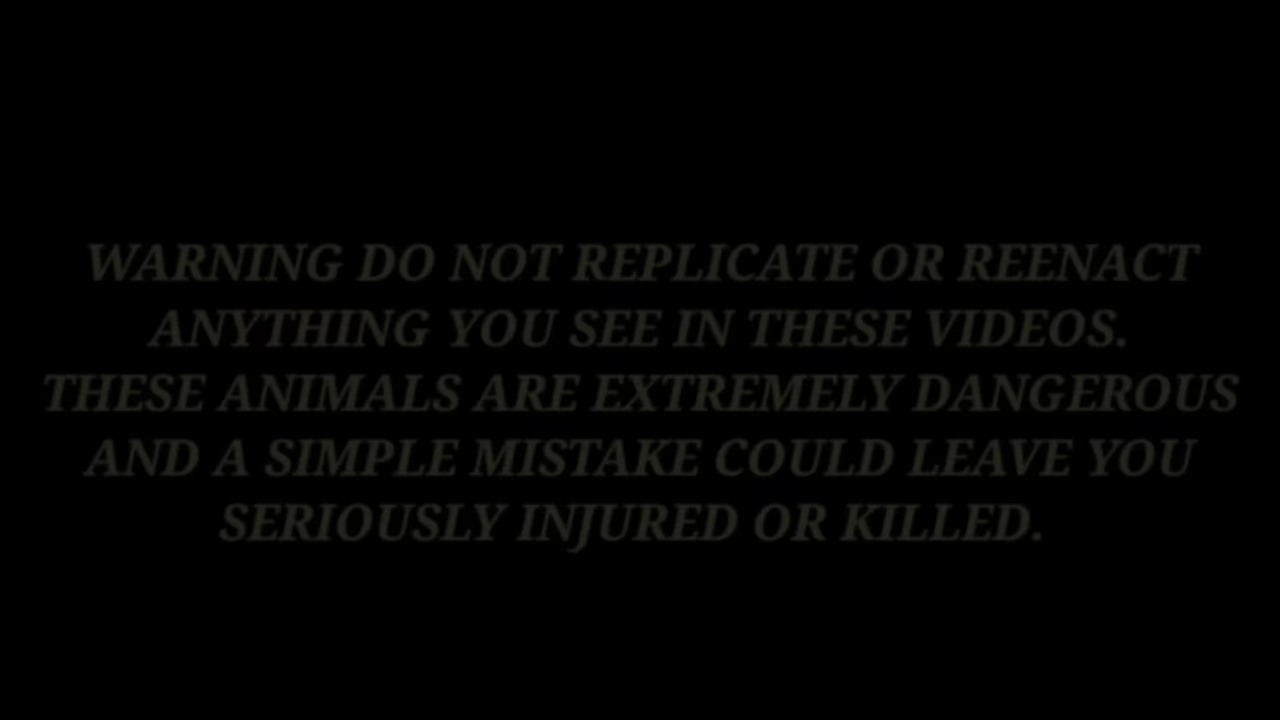 WARNING DO NOT REPLICATE OR REENACT
ANYTHING YOU SEE IN THESE VIDEOS.
THESE ANIMALS ARE EXTREMELY DANGEROUS
AND A SIMPLE MISTAKE COULD LEAVE YOU
SERIOUSLY INJURED OR KILLED.